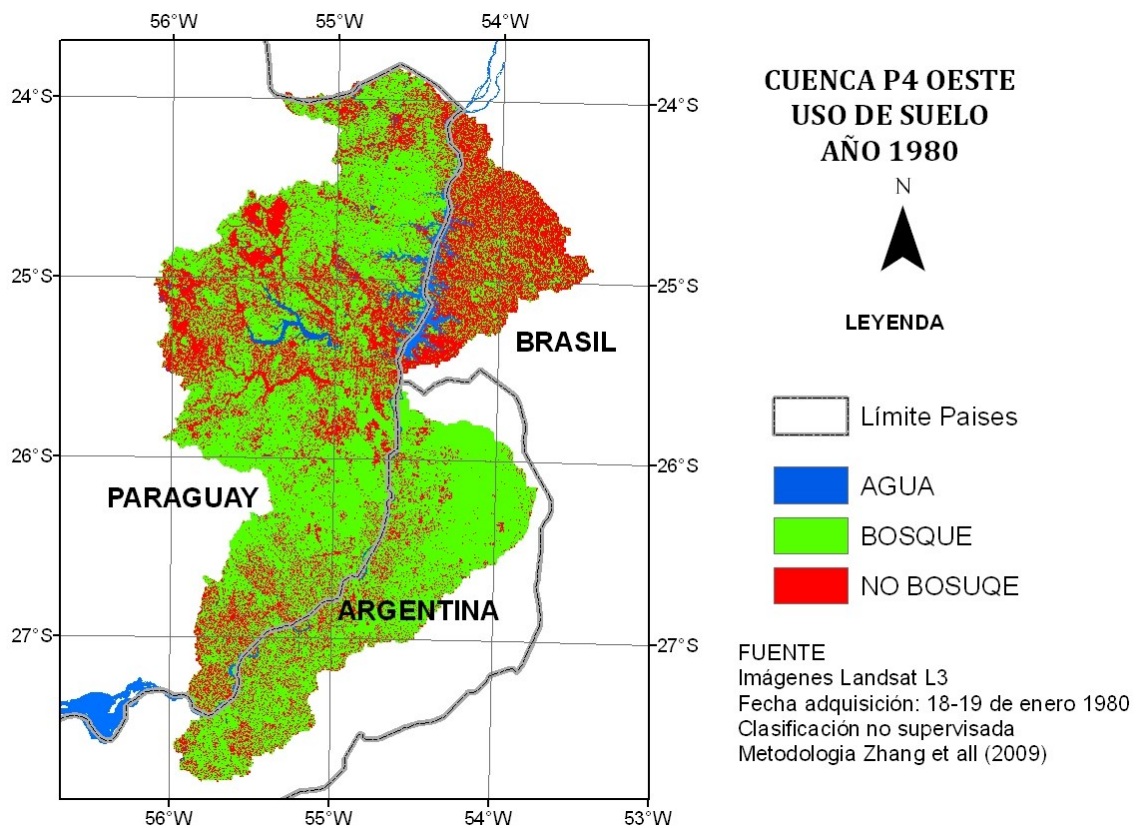 56°W 55°W 54°W
24°S 24°S
25°S 25°S
26°S 26°S
27°S 27°S
56°W 55°W 54°W 53°W
BRASIL
PARAGUAY
ARGENTINA
CUENCA P4 OESTE
USO DE SUELO
AÑO 1980
N
LEYENDA
Límite Paises
AGUA
BOSQUE
NO BOSUQE
FUENTE
Imágenes Landsat L3
Fecha adquisición: 18-19 de enero 1980
Clasificación no supervisada
Metodologia Zhang et all (2009)